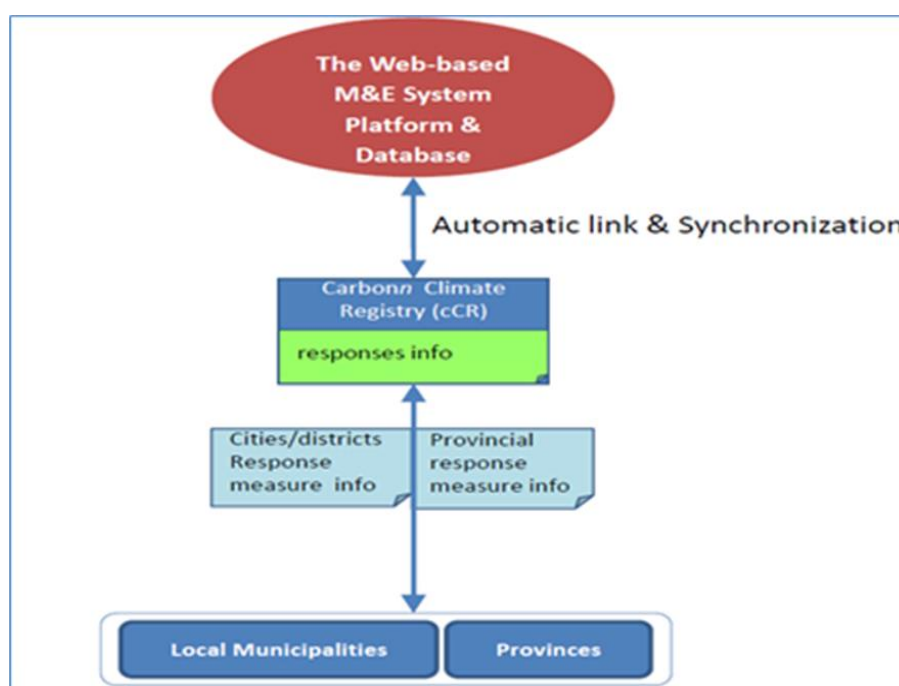 The Web-based
M&E System
Platform &
Database
Automatic link & Synchronization
Carbonn Climate
Registry (cCR)
responses info
Cities/districts
Response
measure info
Provincial
response
measure info
Local Municipalities
Provinces